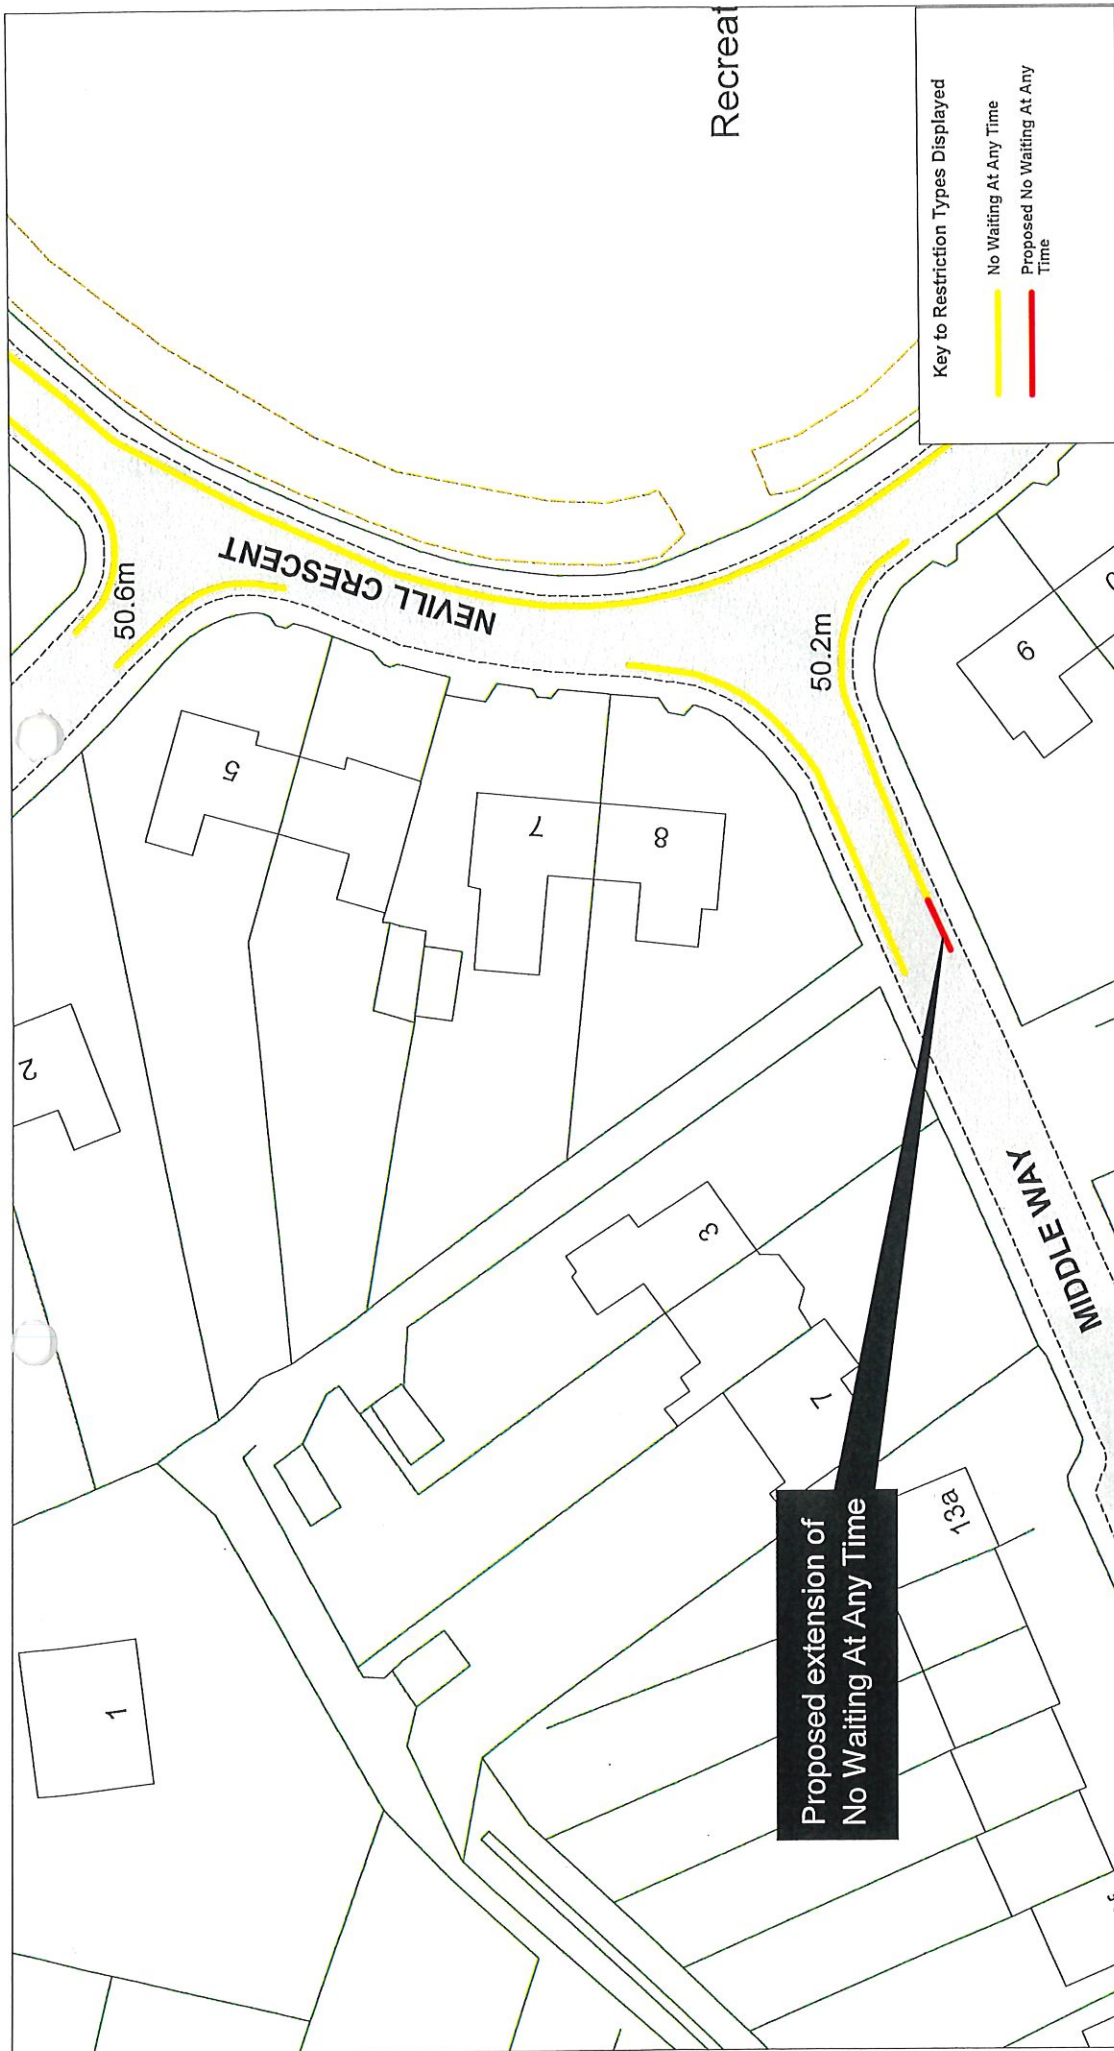 Recreat
Key to Restriction Types Displayed
No Waiting At Any Time
Proposed No Waiting At Any
Time
NEVILL CRESCENT
50.6m
50.2m
MIDDLE WAY
Proposed extension of
No Waiting At Any Time
1
2
5
7
8
9
3
7
13a